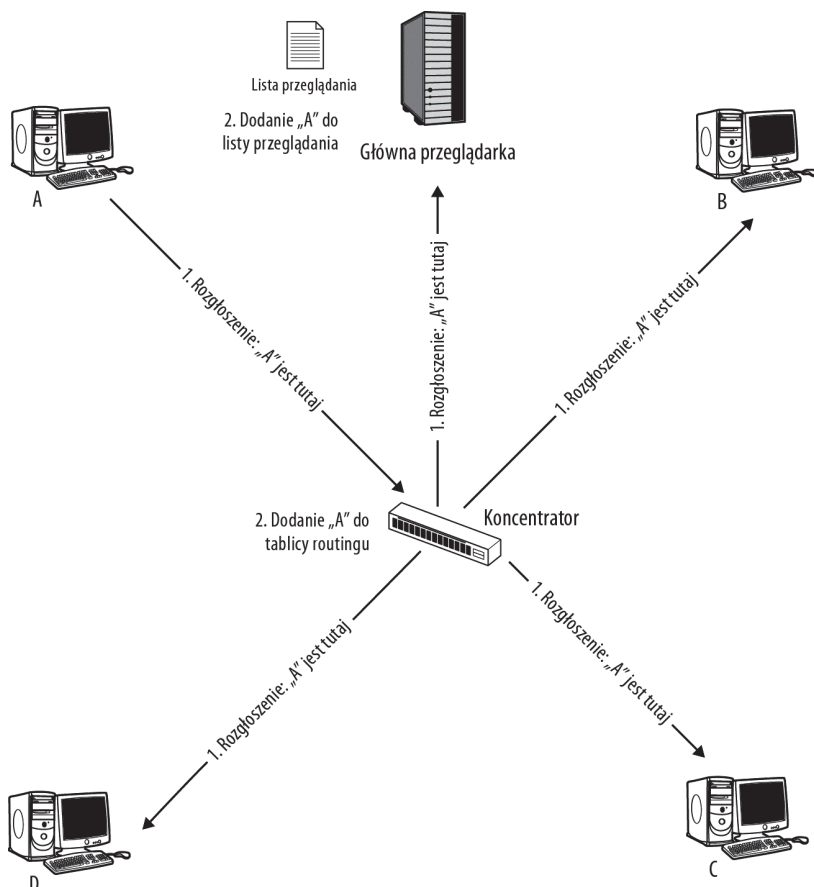 Lista przeglądania
2. Dodanie „A” do
listy przeglądania
Główna przeglądarka
A
B
1. Rozgłoszenie: „A” jest tutaj
1. Rozgłoszenie: „A” jest tutaj
1. Rozgłoszenie: „A” jest tutaj
2. Dodanie „A” do
tablicy routingu
Koncentrator
1. Rozgłoszenie: „A” jest tutaj
1. Rozgłoszenie: „A” jest tutaj
D
C